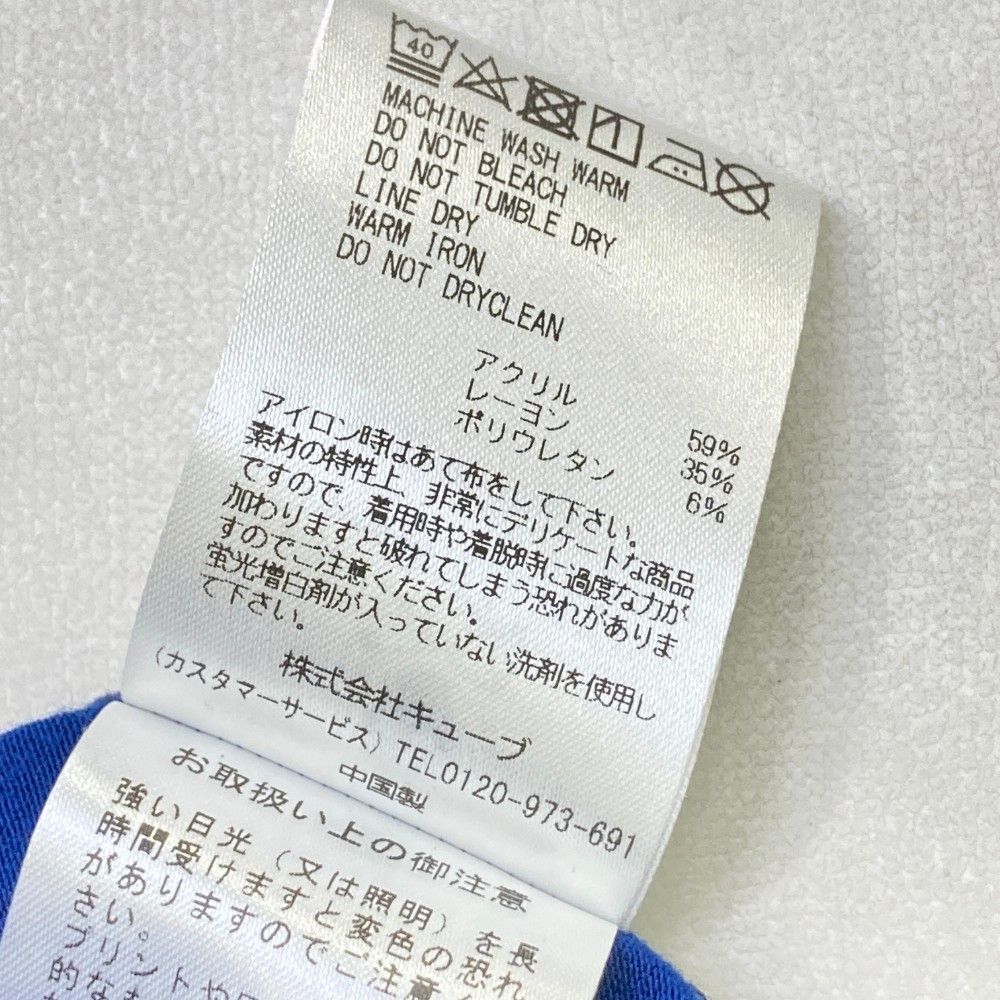 40
MACHINE WASH WARM
DO NOT BLEACH
DO NOT TUMBLE DRY
LINE DRY
WARM IRON
DO NOT DRYCLEAN
アクリル 59%
レーヨン 35%
ポリウレタン 6%
アイロン時はあて布をして下さい。
素材の特性上、非常にデリケートな商品
ですので、着用時や着脱時に過度な力が
加わりますと破れてしまう恐れがありま
すのでご注意ください。
蛍光増白剤が入っていない洗剤を使用し
て下さい。
株式会社キューブ
(カスタマーサービス) TEL0120-973-691
中国製
お取扱い上の御注意
強い日光(又は照明)を長
時間受けますと変色の恐れ
がありますのでご注意
さい。
プリントや
的な